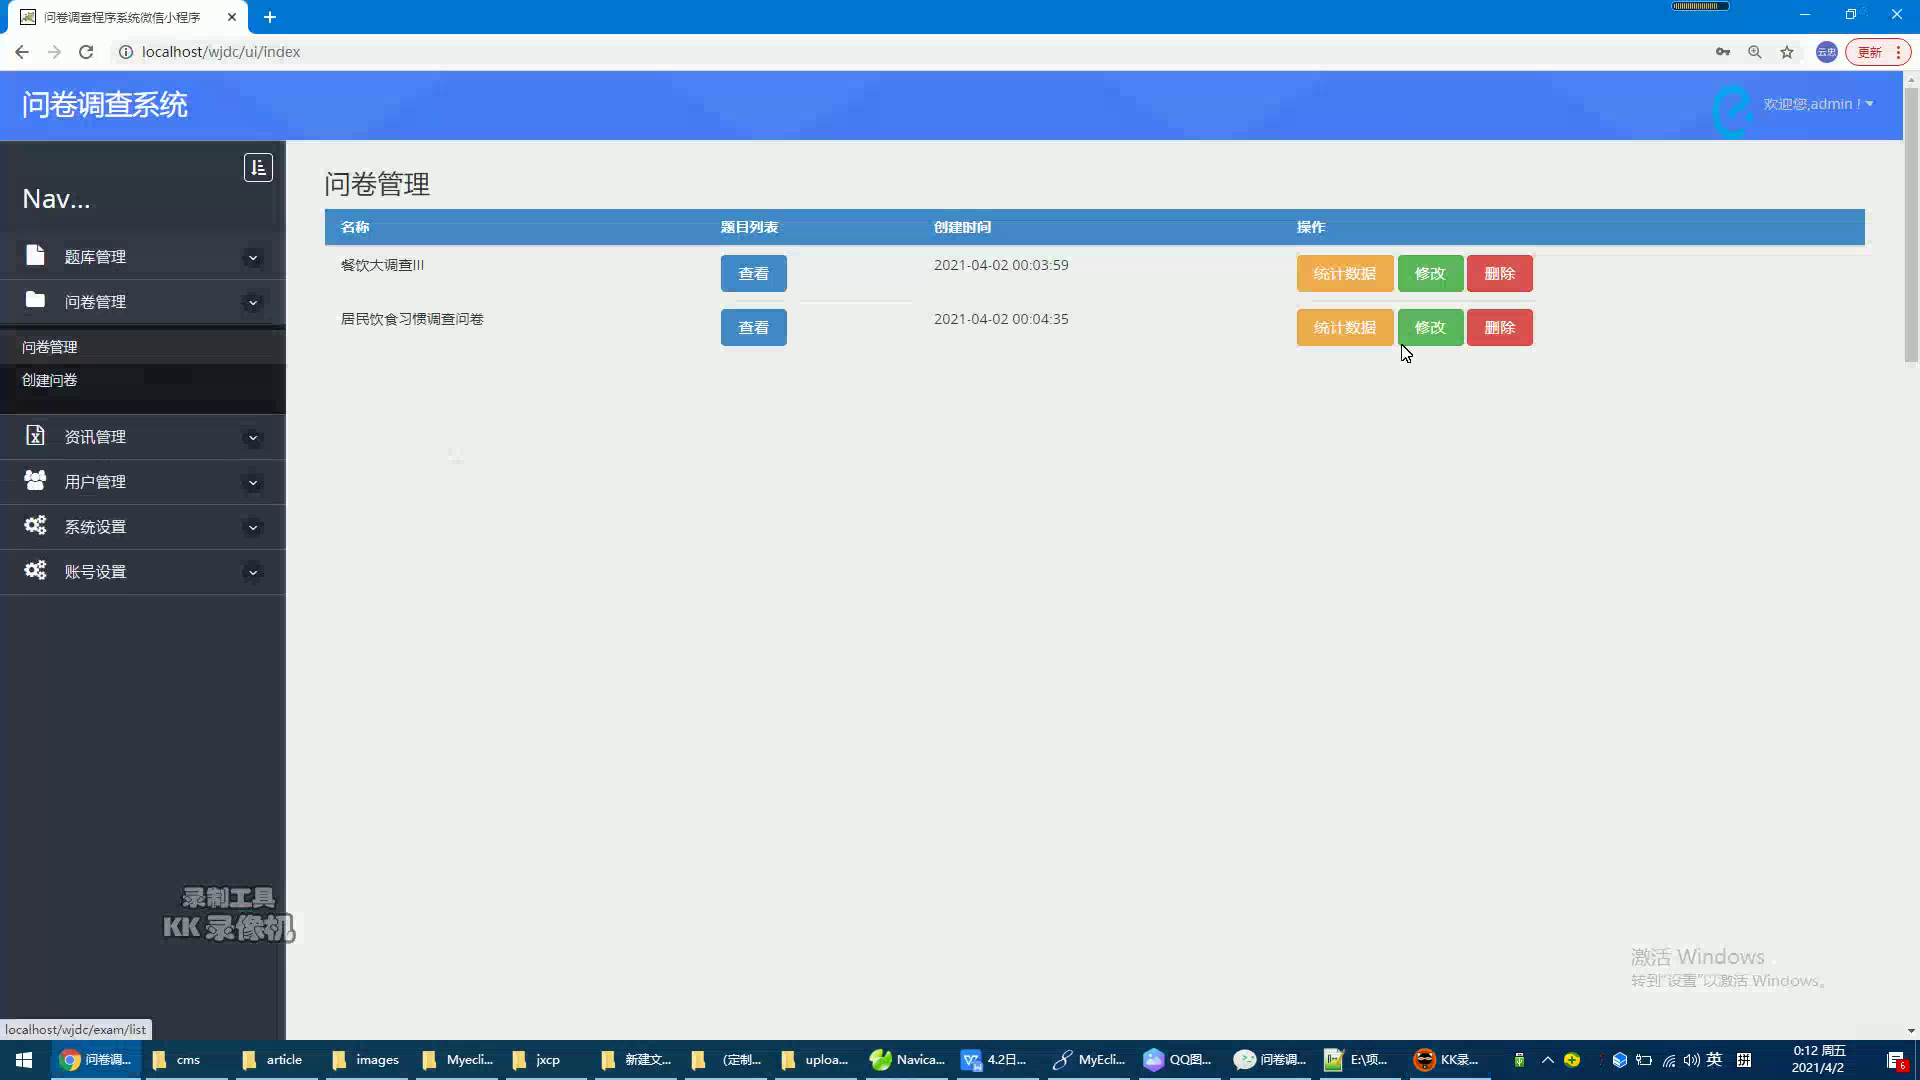 问卷调查程序系统微信小程序
localhost/wjdc/ui/index
云忠
更新
问卷调查系统
欢迎您,admin !
Nav...
题库管理
问卷管理
问卷管理
创建问卷
资讯管理
用户管理
系统设置
账号设置
问卷管理
名称 题目列表 创建时间 操作
餐饮大调查III 查看 2021-04-02 00:03:59 统计数据 修改 删除
居民饮食习惯调查问卷 查看 2021-04-02 00:04:35 统计数据 修改 删除
录制工具
KK 录像机
激活 Windows
转到“设置”以激活 Windows。
localhost/wjdc/exam/list
问卷调... cms article images Myecli... jxcp 新建文... (定制... uploa... Navica... 4.2日... MyEcli... QQ图... 问卷调... E:\项... KK录... 英 拼 0:12 周五
2021/4/2
6